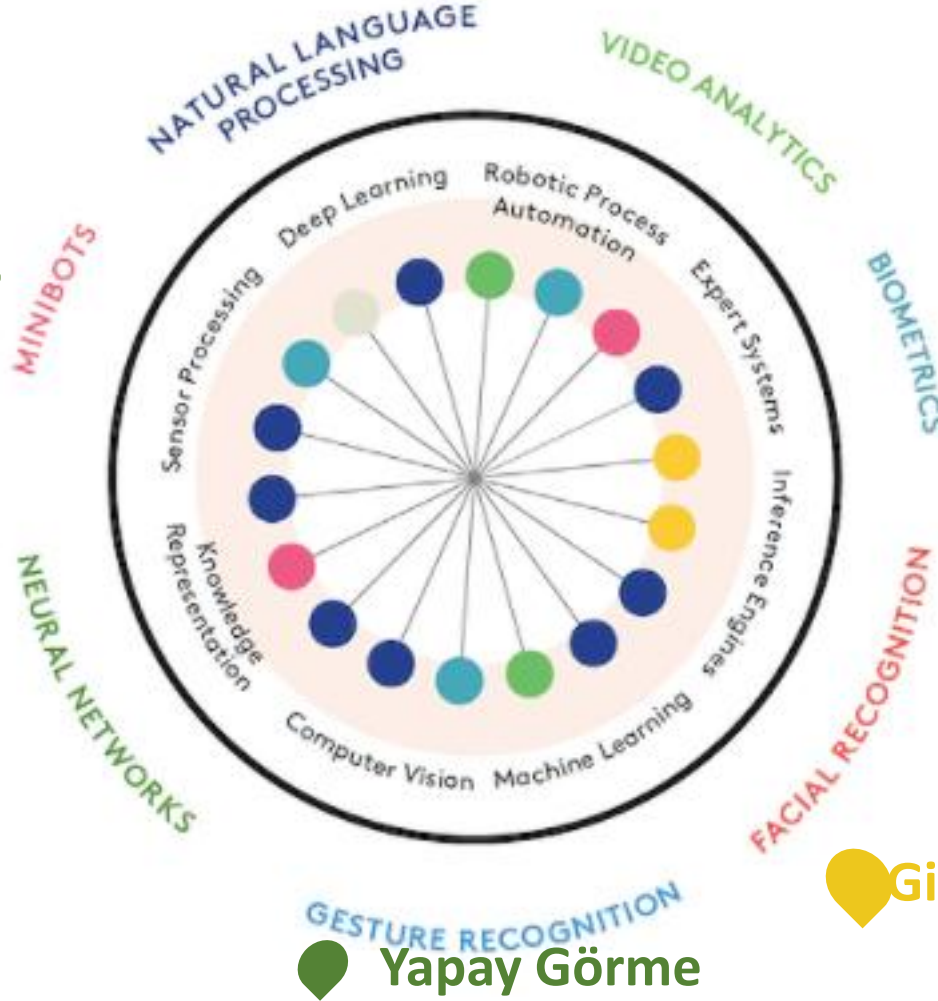 NATURAL LANGUAGE
PROCESSING
VIDEO ANALYTICS
BIOMETRICS
FACIAL RECOGNITION
GESTURE RECOGNITION
NEURAL NETWORKS
MINIBOTS
Deep Learning
Robotic Process
Automation
Expert Systems
Inference Engines
Machine Learning
Computer Vision
Knowledge
Representation
Sensor Processing
Gi
Yapay Görme